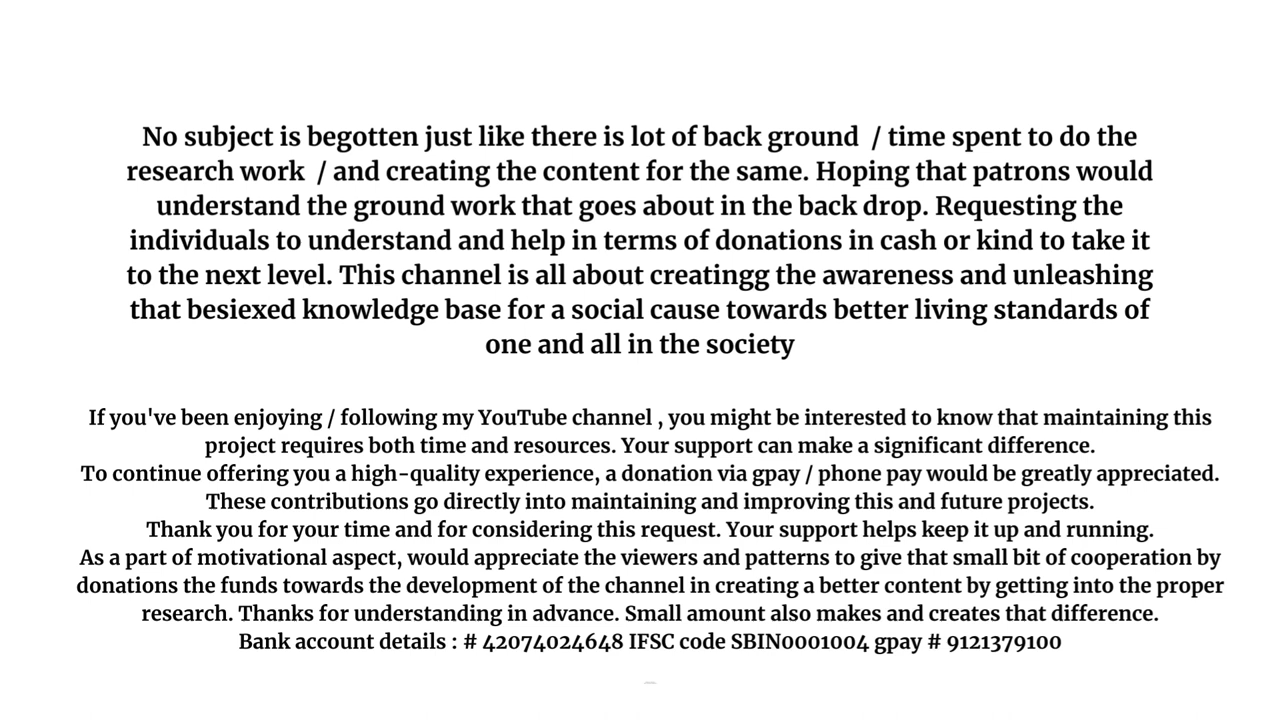 No subject is begotten just like there is lot of back ground / time spent to do the
research work / and creating the content for the same. Hoping that patrons would
understand the ground work that goes about in the back drop. Requesting the
individuals to understand and help in terms of donations in cash or kind to take it
to the next level. This channel is all about creatingg the awareness and unleashing
that besiexed knowledge base for a social cause towards better living standards of
one and all in the society
If you've been enjoying / following my YouTube channel , you might be interested to know that maintaining this
project requires both time and resources. Your support can make a significant difference.
To continue offering you a high-quality experience, a donation via gpay / phone pay would be greatly appreciated.
These contributions go directly into maintaining and improving this and future projects.
Thank you for your time and for considering this request. Your support helps keep it up and running.
As a part of motivational aspect, would appreciate the viewers and patterns to give that small bit of cooperation by
donations the funds towards the development of the channel in creating a better content by getting into the proper
research. Thanks for understanding in advance. Small amount also makes and creates that difference.
Bank account details : # 42074024648 IFSC code SBIN0001004 gpay # 9121379100